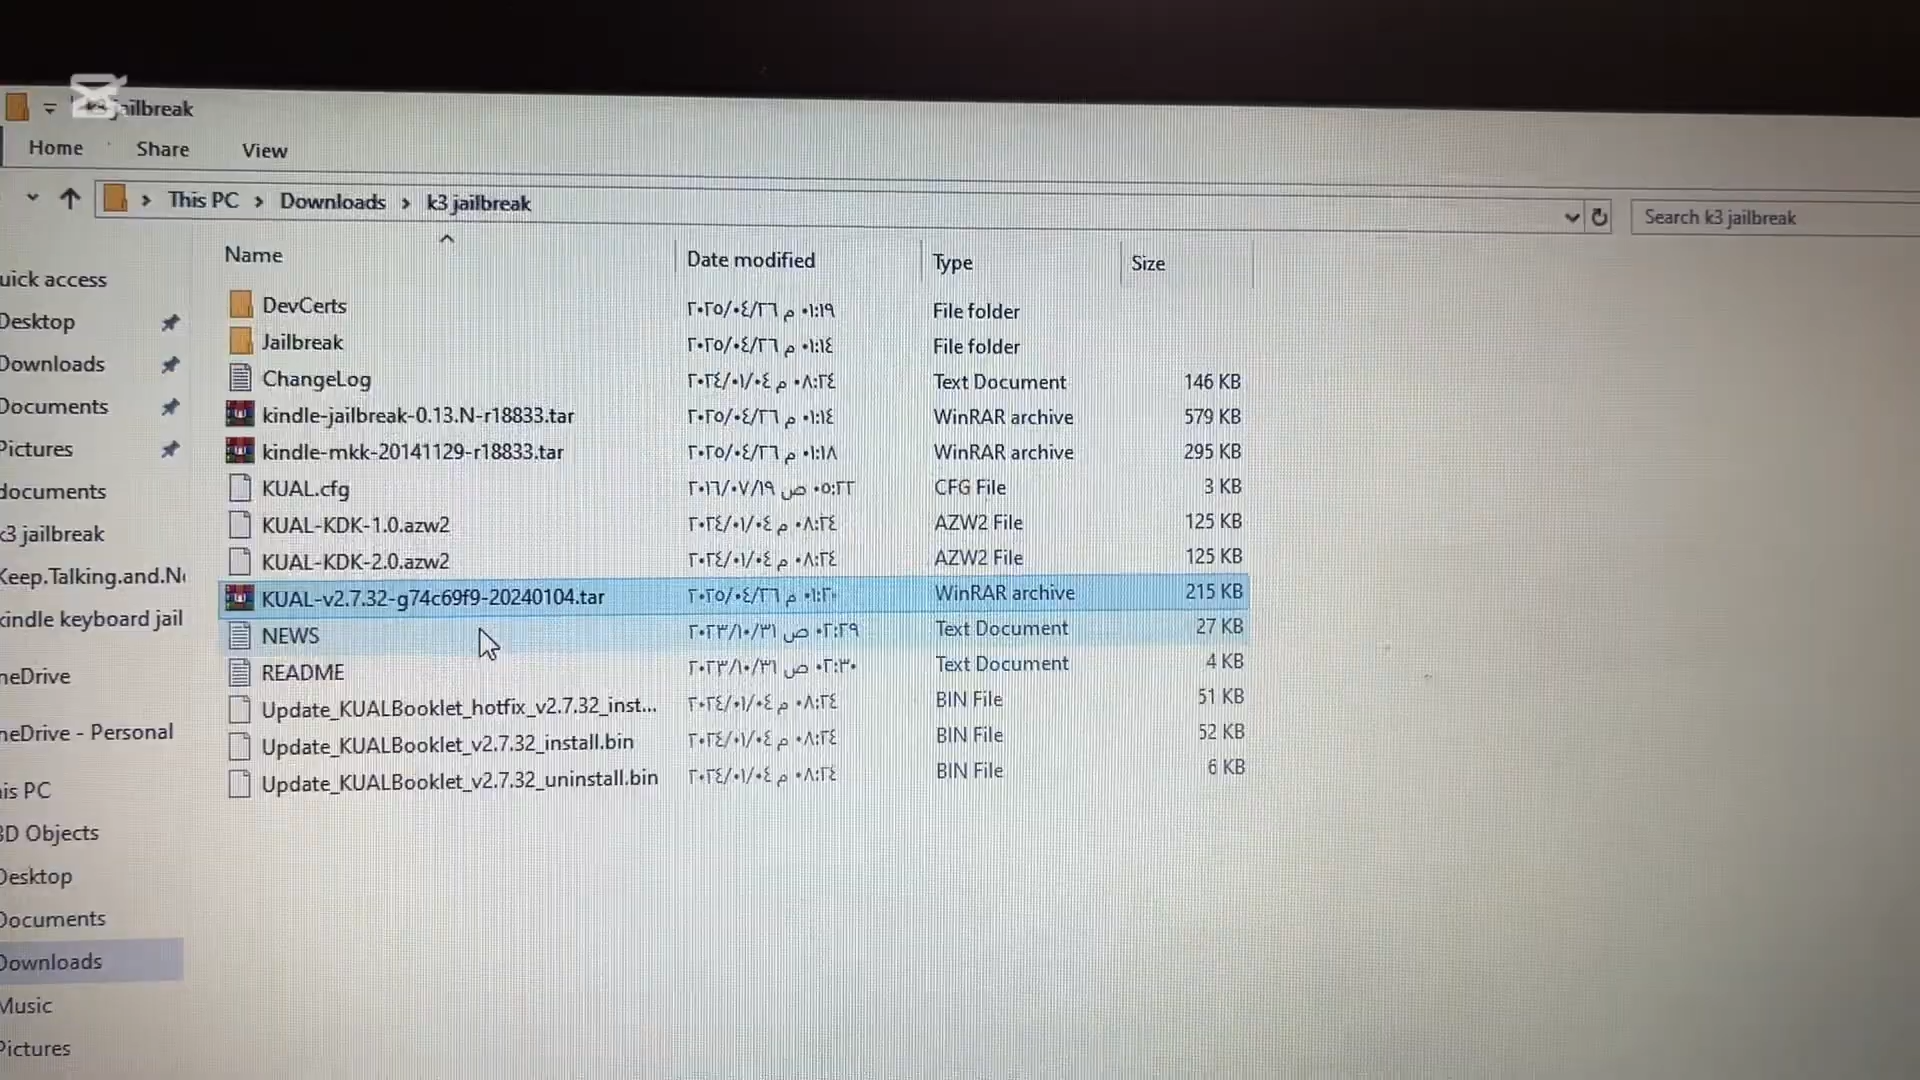 jailbreak
Home Share View
This PC > Downloads > k3 jailbreak
Search k3 jailbreak
Name Date modified Type Size
uick access
Desktop
Downloads
Documents
Pictures
documents
k3 jailbreak
Keep.Talking.and.N
kindle keyboard jail
neDrive
neDrive - Personal
his PC
3D Objects
Desktop
Documents
Downloads
Music
Pictures
DevCerts ٢٠٢٥/٠٤/٢٦ م ٠١:١٩ File folder
Jailbreak ٢٠٢٥/٠٤/٢٦ م ٠١:١٤ File folder
ChangeLog ٢٠٢٤/٠١/٠٤ م ٠٨:٢٤ Text Document 146 KB
kindle-jailbreak-0.13.N-r18833.tar ٢٠٢٥/٠٤/٢٦ م ٠١:١٤ WinRAR archive 579 KB
kindle-mkk-20141129-r18833.tar ٢٠٢٥/٠٤/٢٦ م ٠١:١٨ WinRAR archive 295 KB
KUAL.cfg ٢٠١٦/٠٧/١٩ ص ٠٥:٢٢ CFG File 3 KB
KUAL-KDK-1.0.azw2 ٢٠٢٤/٠١/٠٤ م ٠٨:٢٤ AZW2 File 125 KB
KUAL-KDK-2.0.azw2 ٢٠٢٤/٠١/٠٤ م ٠٨:٢٤ AZW2 File 125 KB
KUAL-v2.7.32-g74c69f9-20240104.tar ٢٠٢٥/٠٤/٢٦ م ٠١:٢٠ WinRAR archive 215 KB
NEWS ٢٠٢٣/١٠/٣١ ص ٠٢:٢٩ Text Document 27 KB
README ٢٠٢٣/١٠/٣١ ص ٠٢:٣٠ Text Document 4 KB
Update_KUALBooklet_hotfix_v2.7.32_inst... ٢٠٢٤/٠١/٠٤ م ٠٨:٢٤ BIN File 51 KB
Update_KUALBooklet_v2.7.32_install.bin ٢٠٢٤/٠١/٠٤ م ٠٨:٢٤ BIN File 52 KB
Update_KUALBooklet_v2.7.32_uninstall.bin ٢٠٢٤/٠١/٠٤ م ٠٨:٢٤ BIN File 6 KB